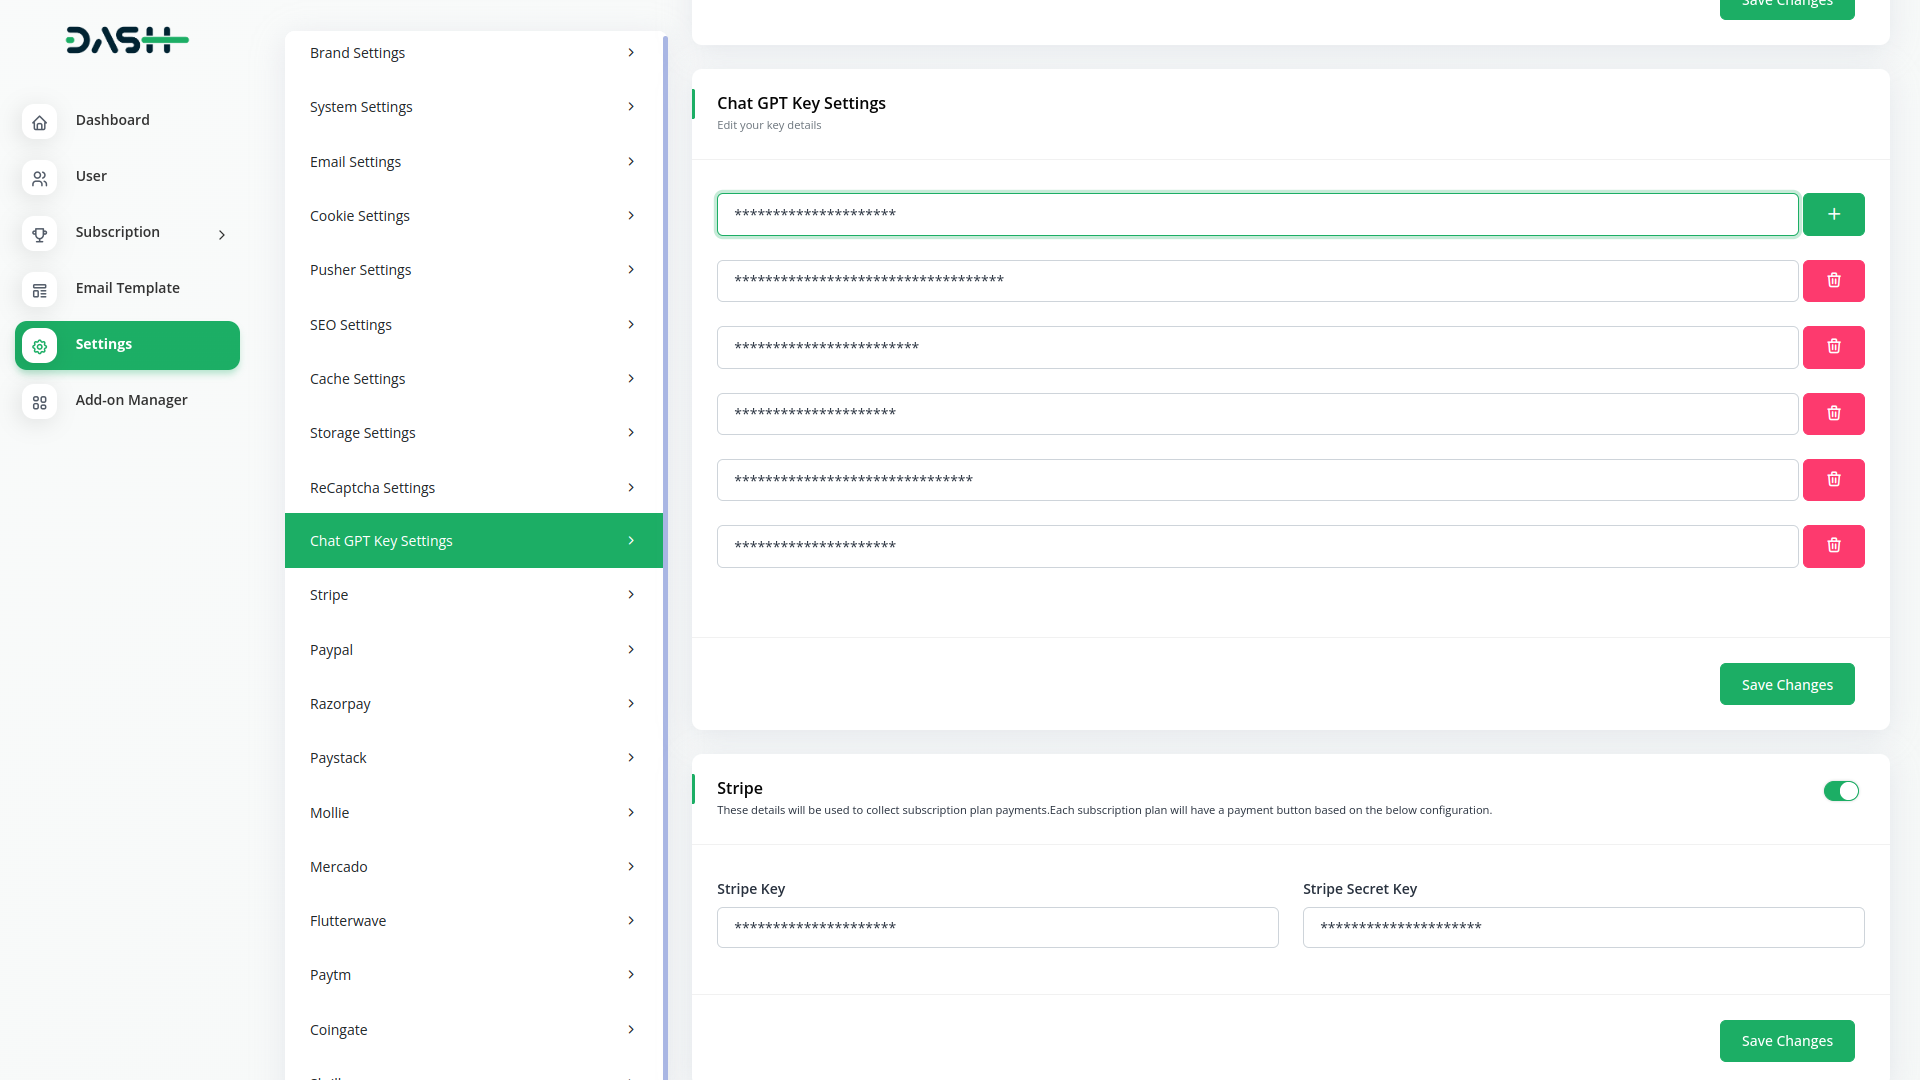 DASH
Dashboard
User
Subscription
Email Template
Settings
Add-on Manager
Brand Settings
System Settings
Email Settings
Cookie Settings
Pusher Settings
SEO Settings
Cache Settings
Storage Settings
ReCaptcha Settings
Chat GPT Key Settings
Stripe
Paypal
Razorpay
Paystack
Mollie
Mercado
Flutterwave
Paytm
Coingate
Save Changes
Chat GPT Key Settings
Edit your key details
*********************
+
***********************************
************************
*********************
*******************************
*********************
Save Changes
Stripe
These details will be used to collect subscription plan payments.Each subscription plan will have a payment button based on the below configuration.
Stripe Key
Stripe Secret Key
*********************
*********************
Save Changes